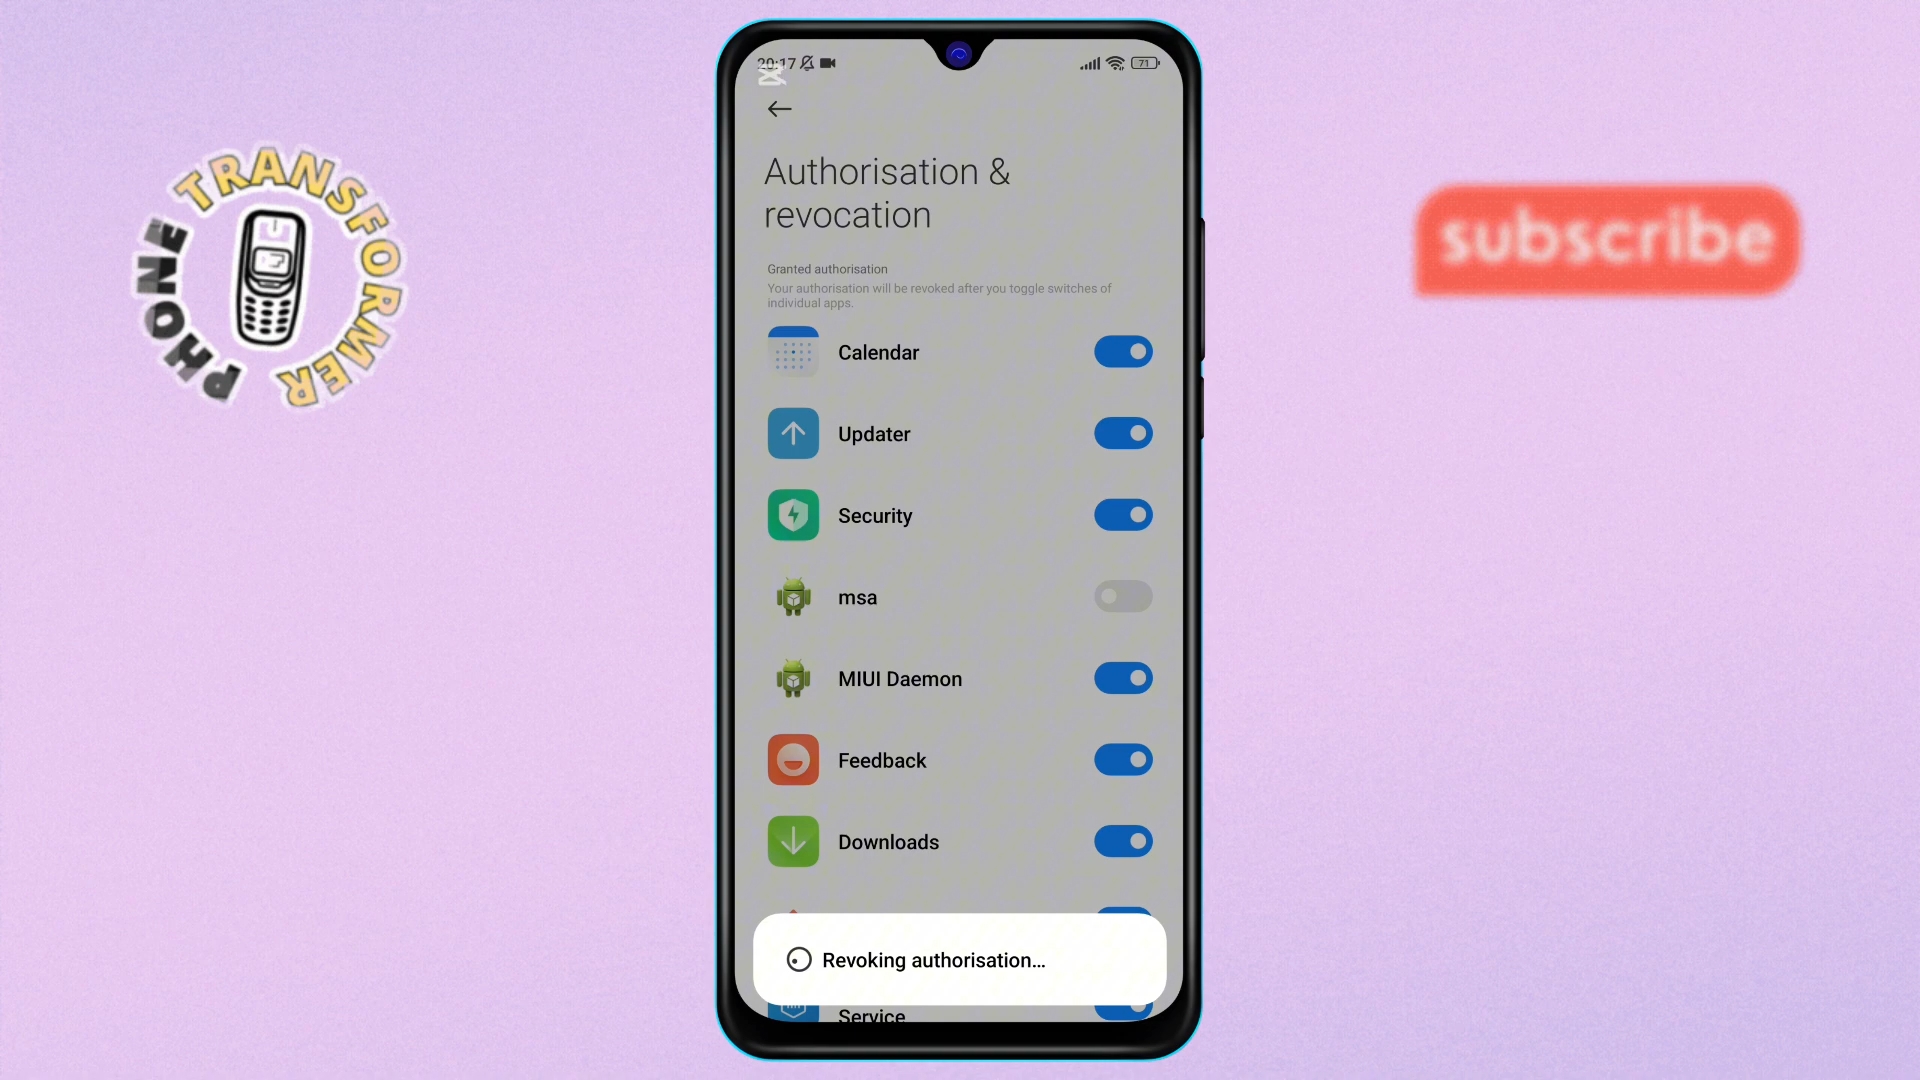 PHONE TRANSFORMER
subscribe
20:17
71
Authorisation &
revocation
Granted authorisation
Your authorisation will be revoked after you toggle switches of
individual apps.
Calendar
Updater
Security
msa
MIUI Daemon
Feedback
Downloads
Revoking authorisation...
Service